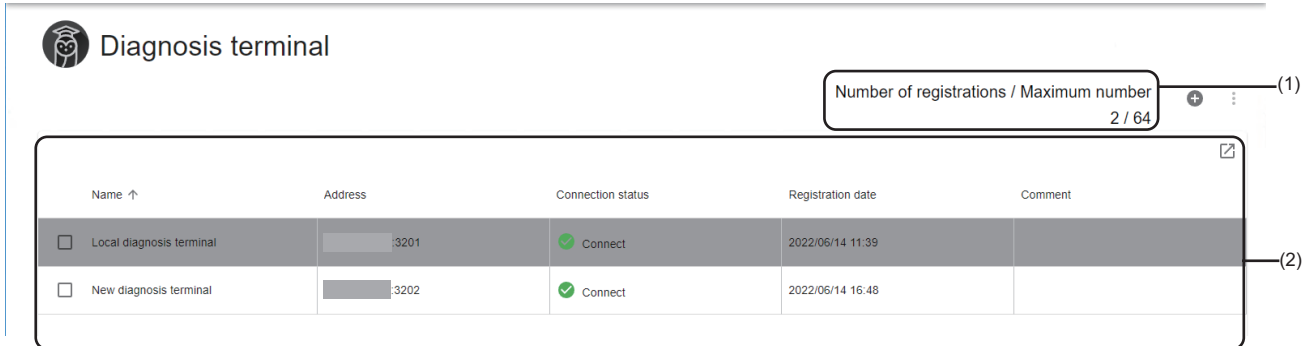 Diagnosis terminal
Number of registrations / Maximum number
2 / 64
(1)
Name ↑ Address Connection status Registration date Comment
Local diagnosis terminal :3201 Connect 2022/06/14 11:39
(2)
New diagnosis terminal :3202 Connect 2022/06/14 16:48